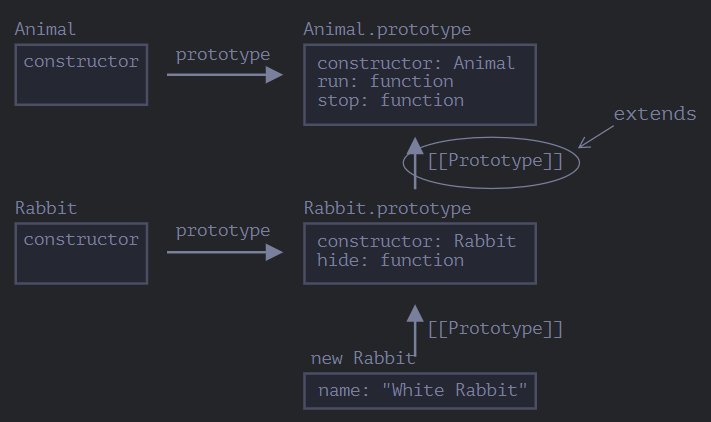 Animal
constructor
prototype
Animal.prototype
constructor: Animal
run: function
stop: function
extends
[[Prototype]]
Rabbit
constructor
prototype
Rabbit.prototype
constructor: Rabbit
hide: function
[[Prototype]]
new Rabbit
name: "White Rabbit"